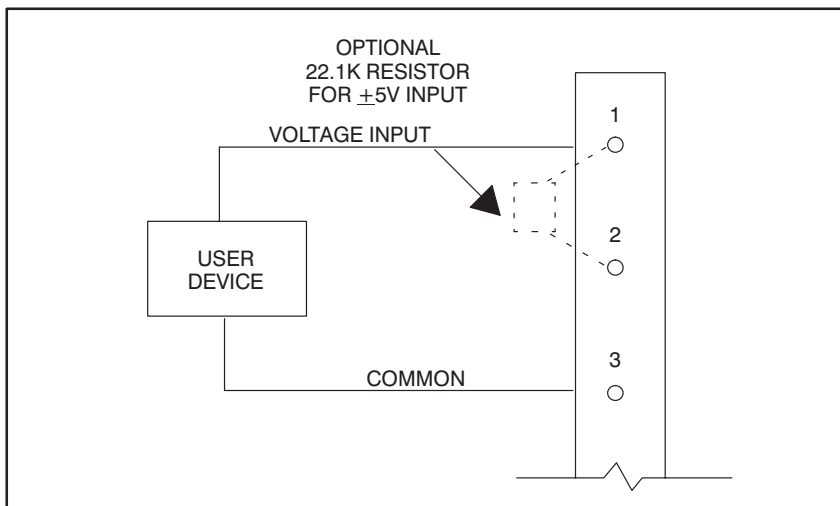 OPTIONAL
22.1K RESISTOR
FOR ±5V INPUT
VOLTAGE INPUT
1
2
USER
DEVICE
3
COMMON